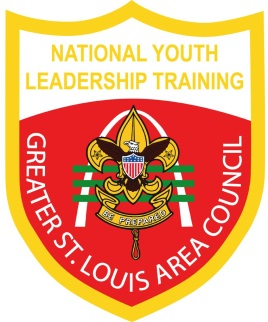 NATIONAL YOUTH
LEADERSHIP TRAINING
BE PREPARED
GREATER ST. LOUIS AREA COUNCIL